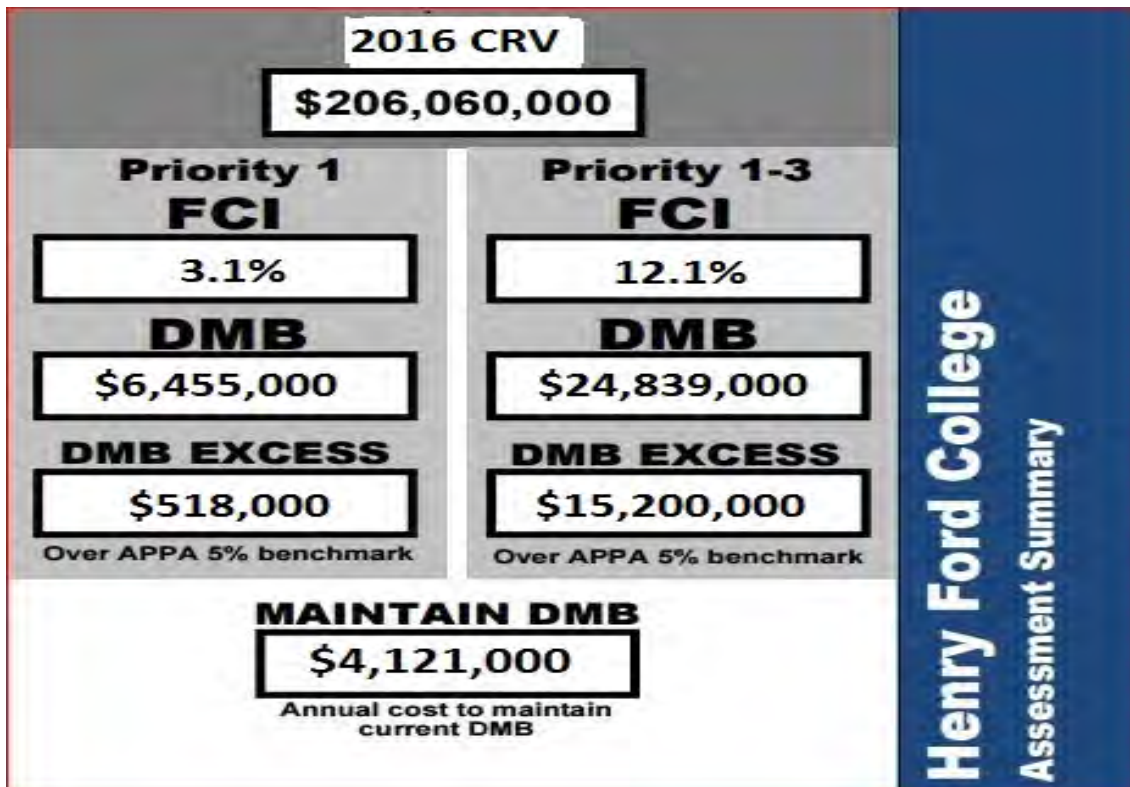 2016 CRV
$206,060,000
Priority 1
FCI
3.1%
DMB
$6,455,000
DMB EXCESS
$518,000
Over APPA 5% benchmark
Priority 1-3
FCI
12.1%
DMB
$24,839,000
DMB EXCESS
$15,200,000
Over APPA 5% benchmark
MAINTAIN DMB
$4,121,000
Annual cost to maintain
current DMB
Henry Ford College
Assessment Summary